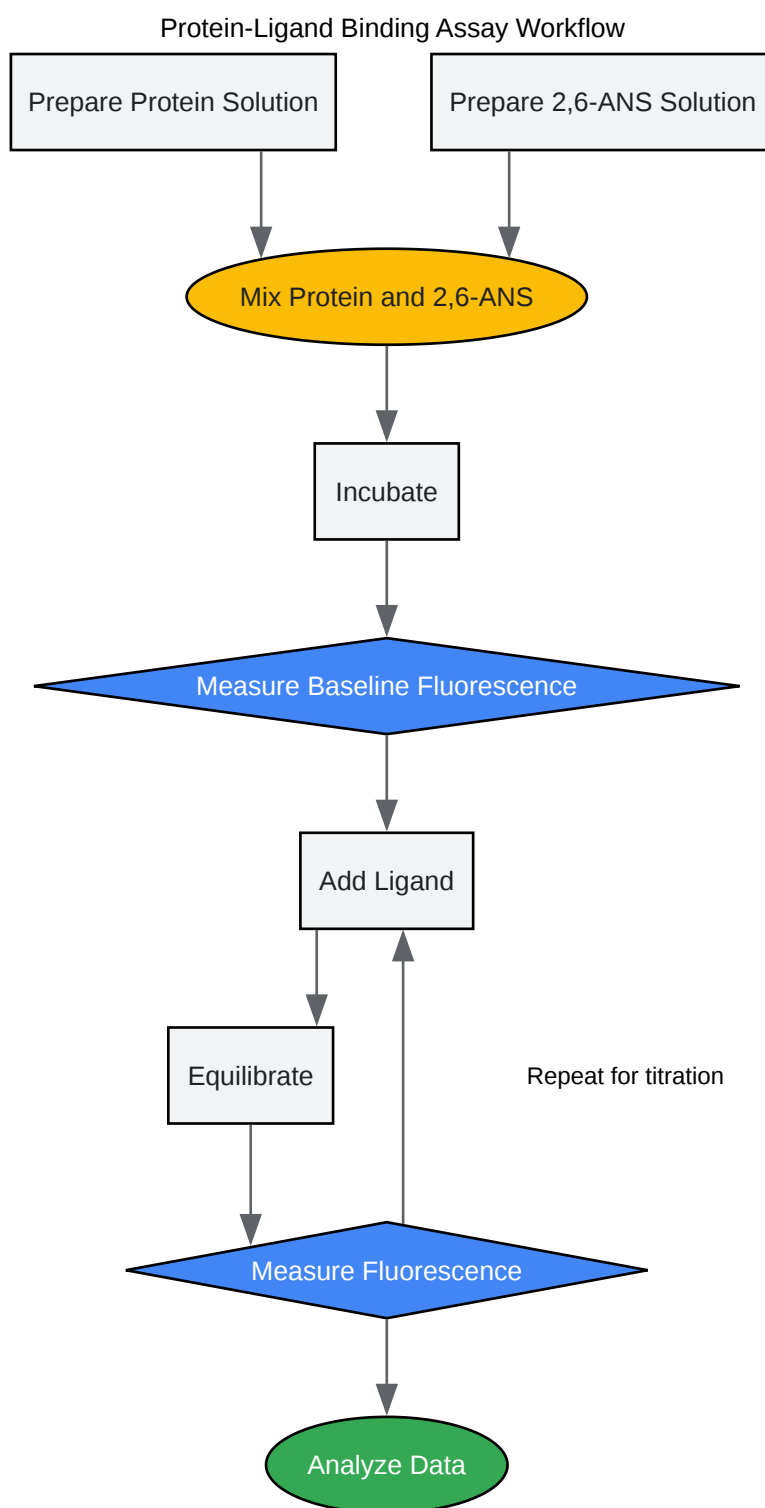 Protein-Ligand Binding Assay Workflow
Prepare Protein Solution
Prepare 2,6-ANS Solution
Mix Protein and 2,6-ANS
Incubate
Measure Baseline Fluorescence
Add Ligand
Equilibrate
Repeat for titration
Measure Fluorescence
Analyze Data